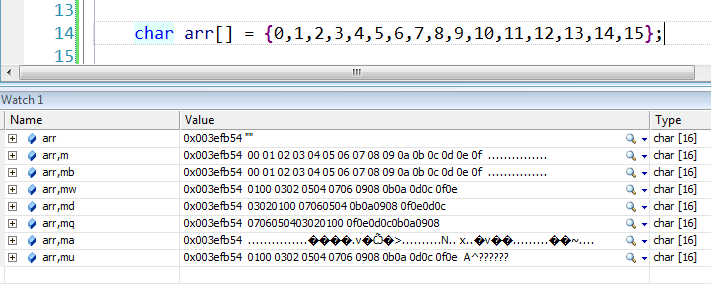 13
14 char arr[] = {0,1,2,3,4,5,6,7,8,9,10,11,12,13,14,15};
15
Watch 1
Name Value Type
arr 0x003efb54 "" char [16]
arr,m 0x003efb54 00 01 02 03 04 05 06 07 08 09 0a 0b 0c 0d 0e 0f ............... char [16]
arr,mb 0x003efb54 00 01 02 03 04 05 06 07 08 09 0a 0b 0c 0d 0e 0f ............... char [16]
arr,mw 0x003efb54 0100 0302 0504 0706 0908 0b0a 0d0c 0f0e char [16]
arr,md 0x003efb54 03020100 07060504 0b0a0908 0f0e0d0c char [16]
arr,mq 0x003efb54 0706050403020100 0f0e0d0c0b0a0908 char [16]
arr,ma 0x003efb54 ...............����.v�Ѽ�>..........N.. x..�v��.........��~.... char [16]
arr,mu 0x003efb54 0100 0302 0504 0706 0908 0b0a 0d0c 0f0e A^?????? char [16]